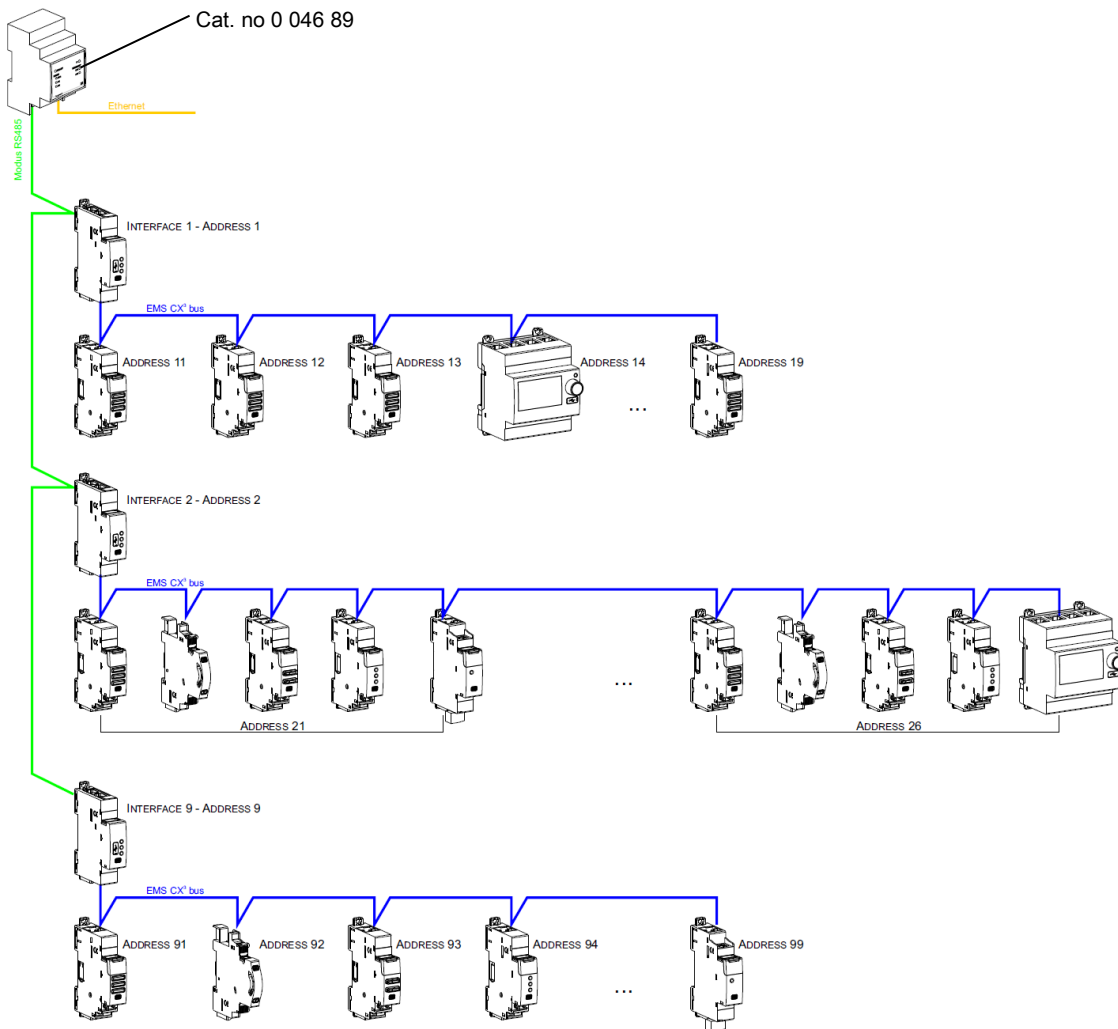 Cat. no 0 046 89
Ethernet
Modus RS485
INTERFACE 1 - ADDRESS 1
EMS CX³ bus
ADDRESS 11
ADDRESS 12
ADDRESS 13
ADDRESS 14
...
ADDRESS 19
INTERFACE 2 - ADDRESS 2
EMS CX³ bus
...
ADDRESS 21
ADDRESS 26
INTERFACE 9 - ADDRESS 9
EMS CX³ bus
ADDRESS 91
ADDRESS 92
ADDRESS 93
ADDRESS 94
...
ADDRESS 99